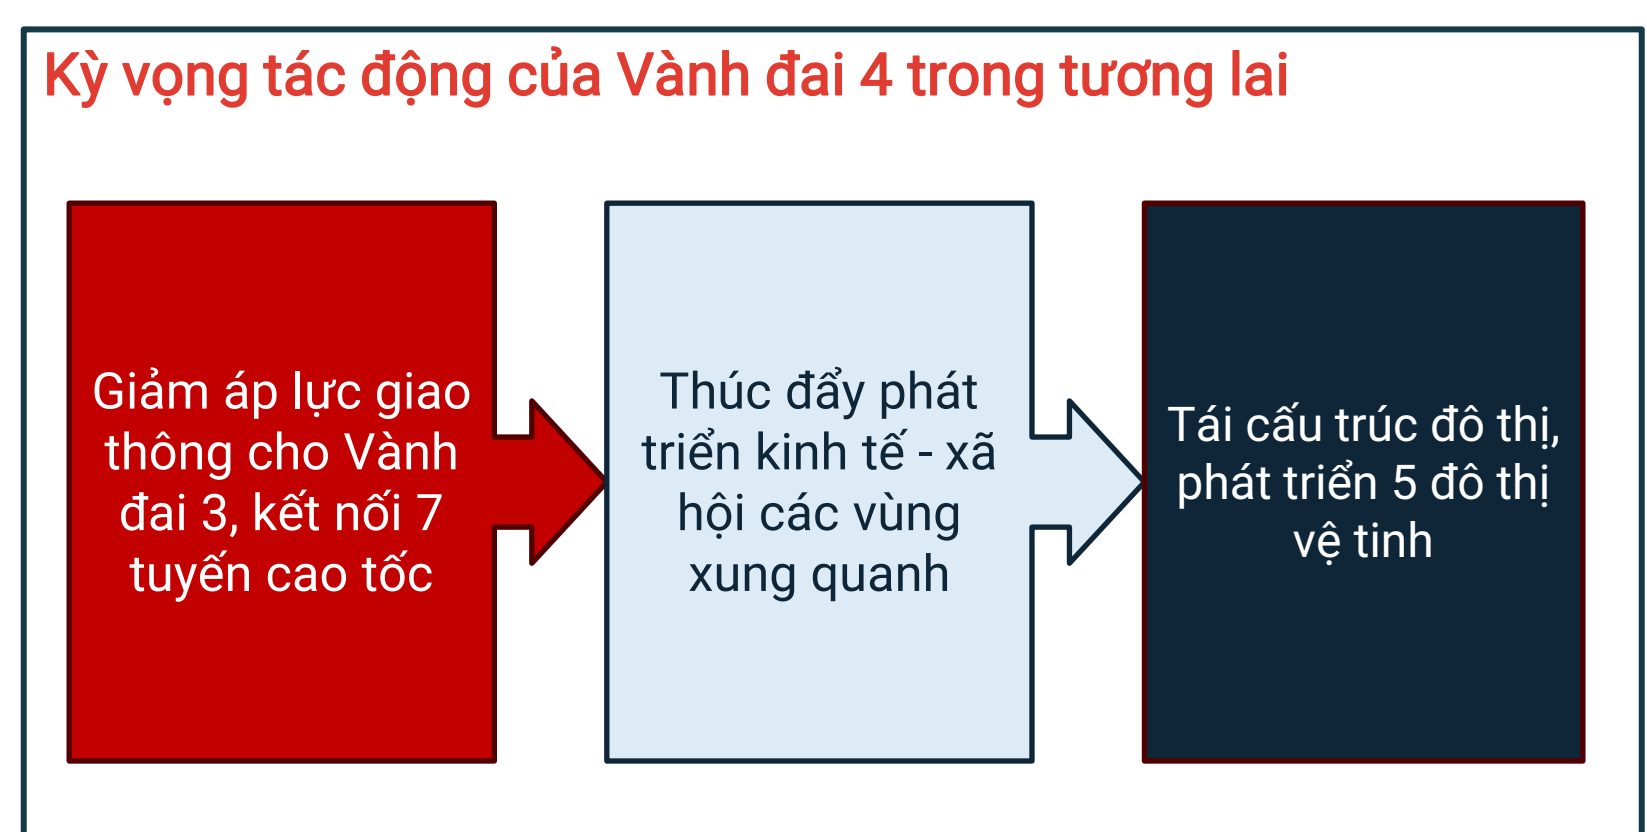 Kỳ vọng tác động của Vành đai 4 trong tương lai
Giảm áp lực giao
thông cho Vành
đai 3, kết nối 7
tuyến cao tốc
Thúc đẩy phát
triển kinh tế - xã
hội các vùng
xung quanh
Tái cấu trúc đô thị,
phát triển 5 đô thị
vệ tinh